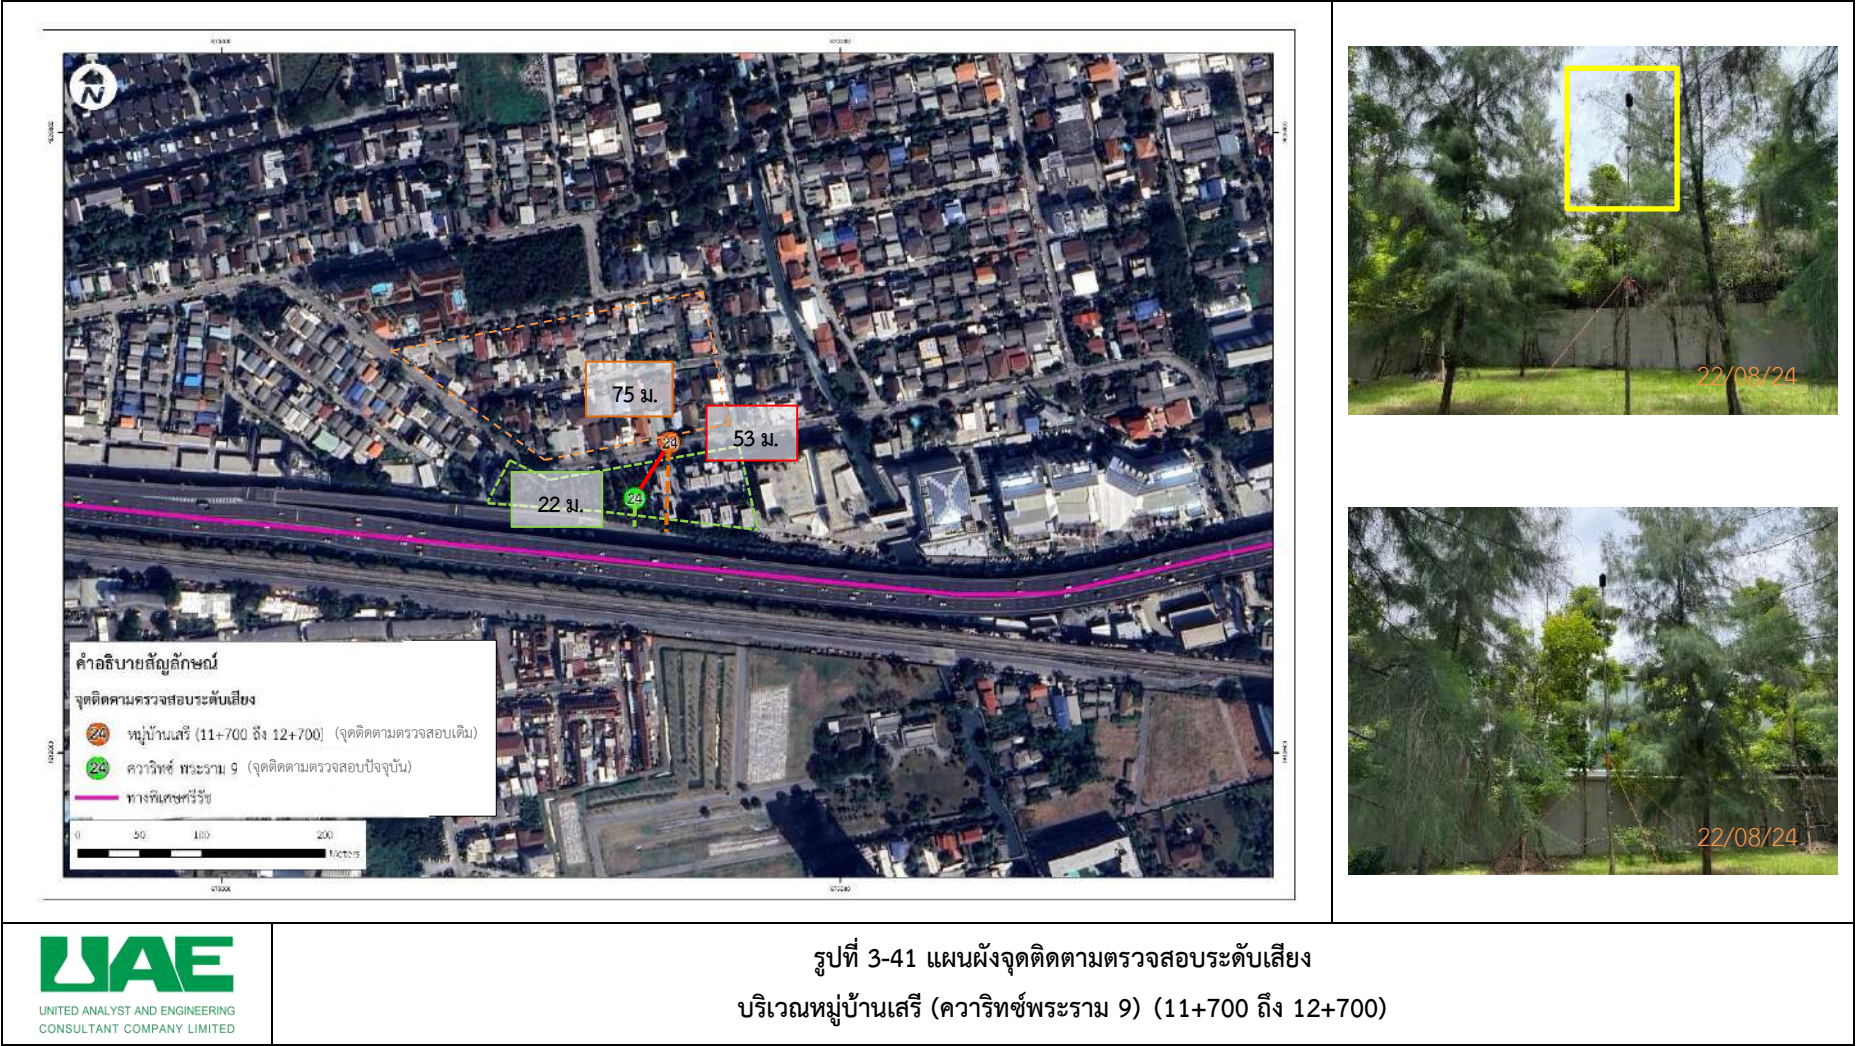 N
75 ม.
24
53 ม.
24
22 ม.
คำอธิบายสัญลักษณ์
จุดติดตามตรวจสอบระดับเสียง
24 หมู่บ้านเสรี (11+700 ถึง 12+700) (จุดติดตามตรวจสอบเดิม)
24 ควาริทซ์ พระราม 9 (จุดติดตามตรวจสอบปัจจุบัน)
ทางพิเศษศรีรัช
0 50 100 200
Meters
22/08/24
22/08/24
UAE
UNITED ANALYST AND ENGINEERING
CONSULTANT COMPANY LIMITED
รูปที่ 3-41 แผนผังจุดติดตามตรวจสอบระดับเสียง
บริเวณหมู่บ้านเสรี (ควาริทซ์พระราม 9) (11+700 ถึง 12+700)